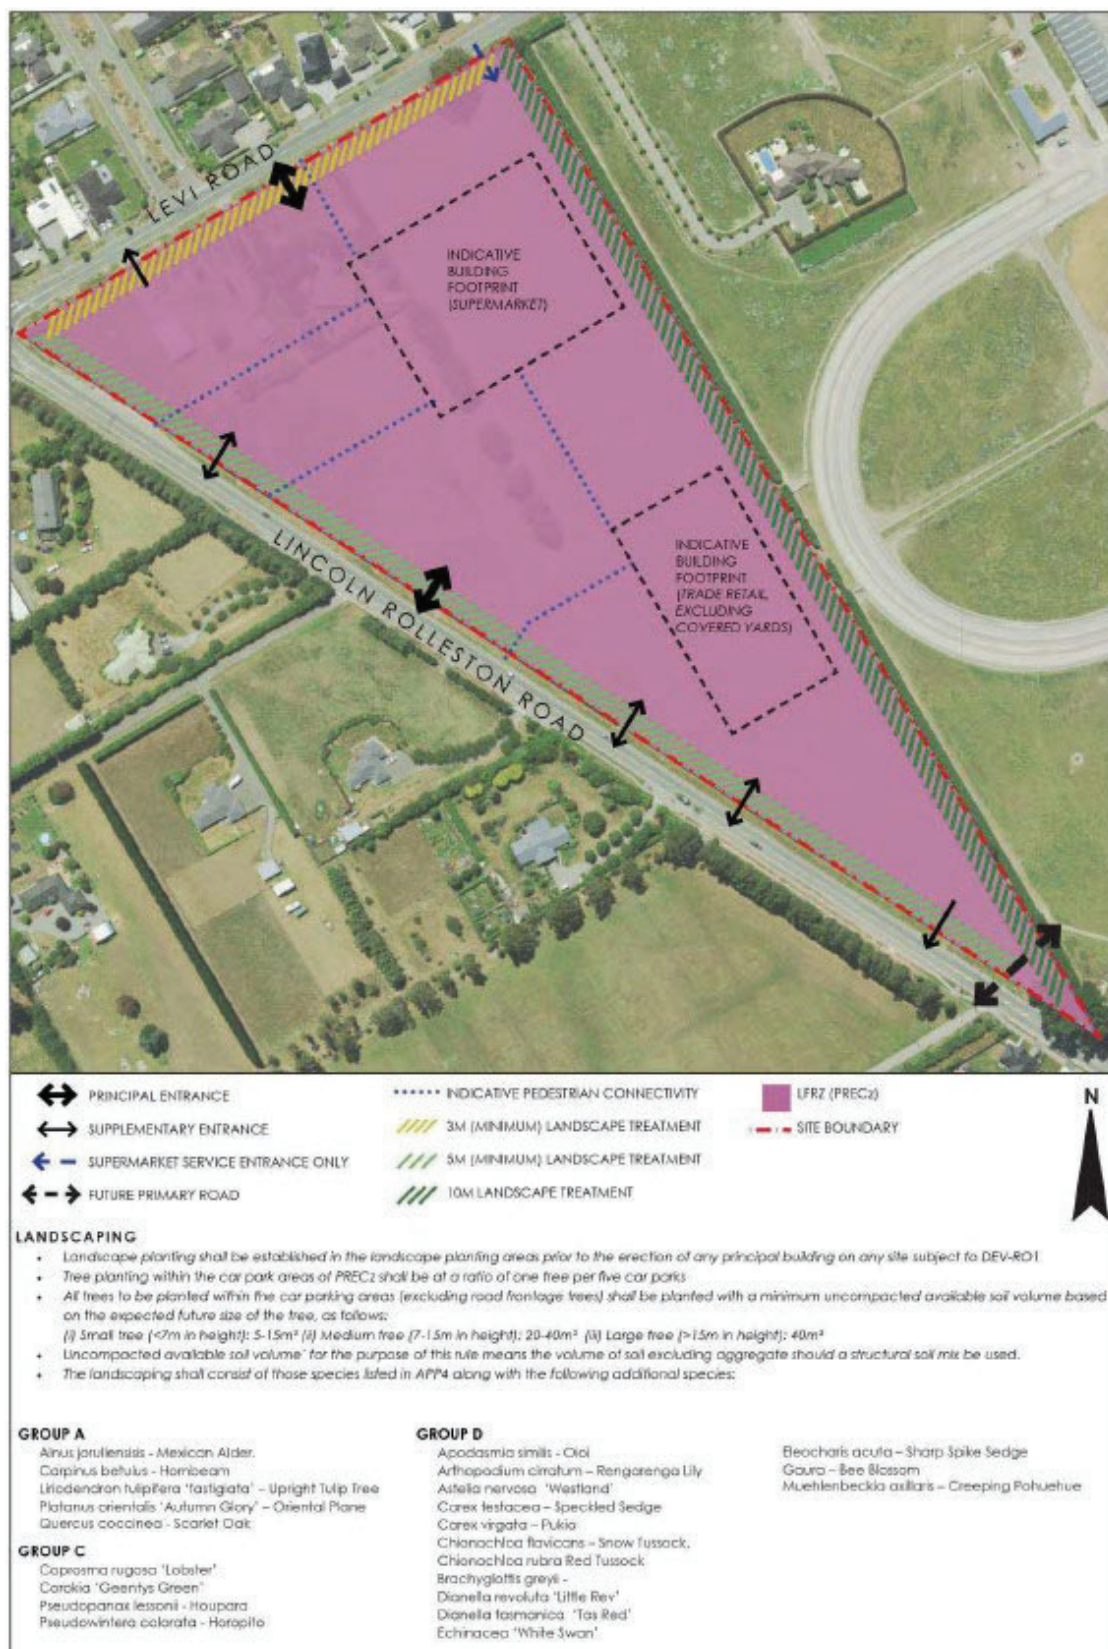 LEVI ROAD
INDICATIVE
BUILDING
FOOTPRINT
(SUPERMARKET)
LINCOLN ROLLESTON ROAD
INDICATIVE
BUILDING
FOOTPRINT
(TRADE RETAIL,
EXCLUDING
COVERED YARDS)
PRINCIPAL ENTRANCE
SUPPLEMENTARY ENTRANCE
SUPERMARKET SERVICE ENTRANCE ONLY
FUTURE PRIMARY ROAD
INDICATIVE PEDESTRIAN CONNECTIVITY
3M (MINIMUM) LANDSCAPE TREATMENT
5M (MINIMUM) LANDSCAPE TREATMENT
10M LANDSCAPE TREATMENT
LFRZ (PREC2)
SITE BOUNDARY
N
LANDSCAPING
• Landscape planting shall be established in the landscape planting areas prior to the erection of any principal building on any site subject to DEV-RO1
• Tree planting within the car park areas of PREC2 shall be at a ratio of one tree per five car parks
• All trees to be planted within the car parking areas (excluding road frontage trees) shall be planted with a minimum uncompacted available soil volume based
on the expected future size of the tree, as follows:
(i) Small tree (<7m in height): 5-15m³ (ii) Medium tree (7-15m in height): 20-40m³ (iii) Large tree (>15m in height): 40m³
• Uncompacted available soil volume' for the purpose of this rule means the volume of soil excluding aggregate should a structural soil mix be used.
• The landscaping shall consist of those species listed in APP4 along with the following additional species:
GROUP A
Alnus jorullensisis - Mexican Alder.
Carpinus betulus - Hornbeam
Liriodendron tulipifera 'fastigiata' – Upright Tulip Tree
Platanus orientalis 'Autumn Glory' – Oriental Plane
Quercus coccinea - Scarlet Oak
GROUP C
Coprosma rugosa 'Lobster'
Corokia 'Geentys Green'
Pseudopanax lessonii - Houpara
Pseudowintera colorata - Horopito
GROUP D
Apodasmia similis - Oioi
Arthopodium cirratum – Rengarenga Lily
Astelia nervosa 'Westland'
Carex testacea – Speckled Sedge
Carex virgata – Pukio
Chionochloa flavicans – Snow Tussock,
Chionochloa rubra Red Tussock
Brachyglottis greyii -
Dianella revoluta 'Little Rev'
Dianella tasmanica 'Tas Red'
Echinacea 'White Swan'
Eleocharis acuta – Sharp Spike Sedge
Gaura – Bee Blossom
Muehlenbeckia axillaris – Creeping Pohuehue